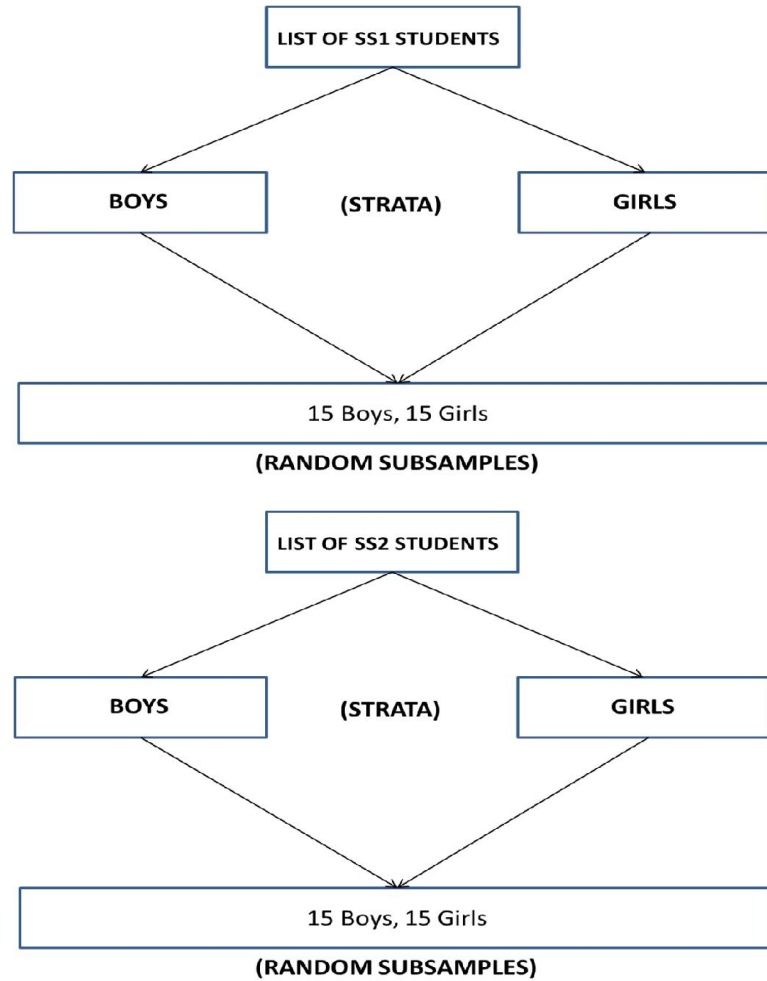 LIST OF SS1 STUDENTS
BOYS
(STRATA)
GIRLS
15 Boys, 15 Girls
(RANDOM SUBSAMPLES)
LIST OF SS2 STUDENTS
BOYS
(STRATA)
GIRLS
15 Boys, 15 Girls
(RANDOM SUBSAMPLES)